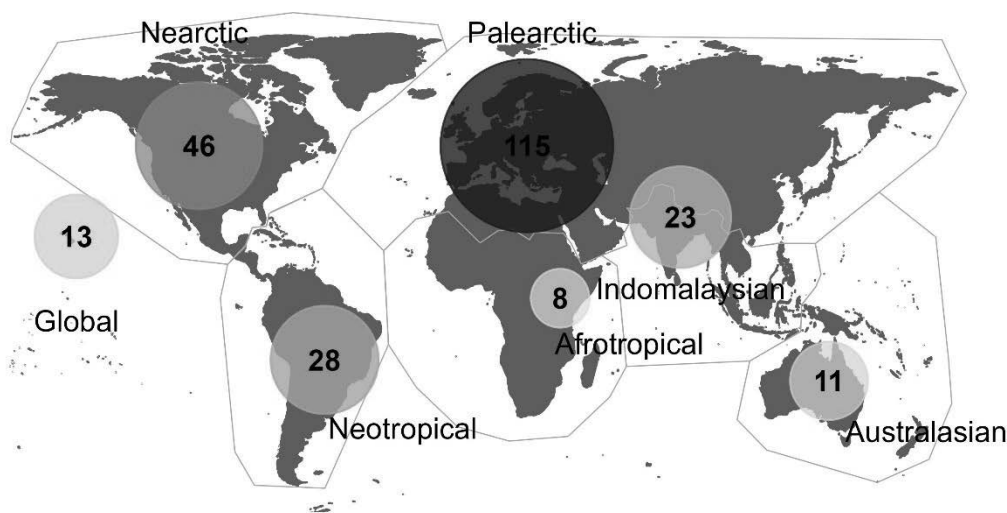 Nearctic
Palearctic
46
115
23
13
8
Indomalaysian
Global
Afrotropical
28
11
Neotropical
Australasian